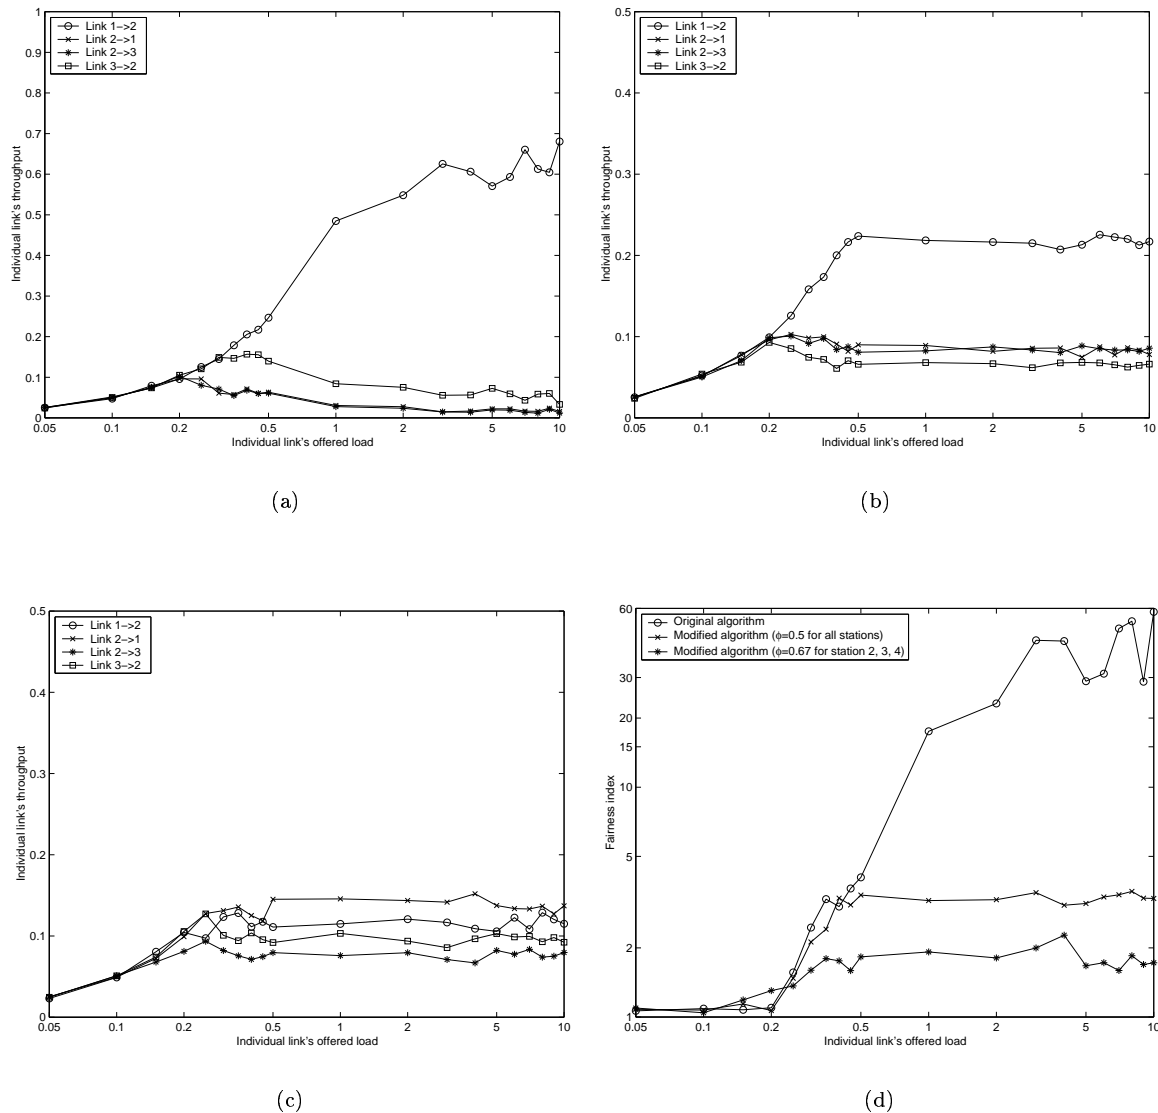 1
0.9
0.8
0.7
0.6
0.5
0.4
0.3
0.2
0.1
0
Individual link's throughput
Link 1->2
Link 2->1
Link 2->3
Link 3->2
0.05 0.1 0.2 0.5 1 2 5 10
Individual link's offered load
(a)
0.5
0.4
0.3
0.2
0.1
0
Individual link's throughput
Link 1->2
Link 2->1
Link 2->3
Link 3->2
0.05 0.1 0.2 0.5 1 2 5 10
Individual link's offered load
(b)
0.5
0.4
0.3
0.2
0.1
0
Individual link's throughput
Link 1->2
Link 2->1
Link 2->3
Link 3->2
0.05 0.1 0.2 0.5 1 2 5 10
Individual link's offered load
(c)
60
30
20
15
10
5
2
1
Fairness index
Original algorithm
Modified algorithm (ϕ=0.5 for all stations)
Modified algorithm (ϕ=0.67 for station 2, 3, 4)
0.05 0.1 0.2 0.5 1 2 5 10
Individual link's offered load
(d)